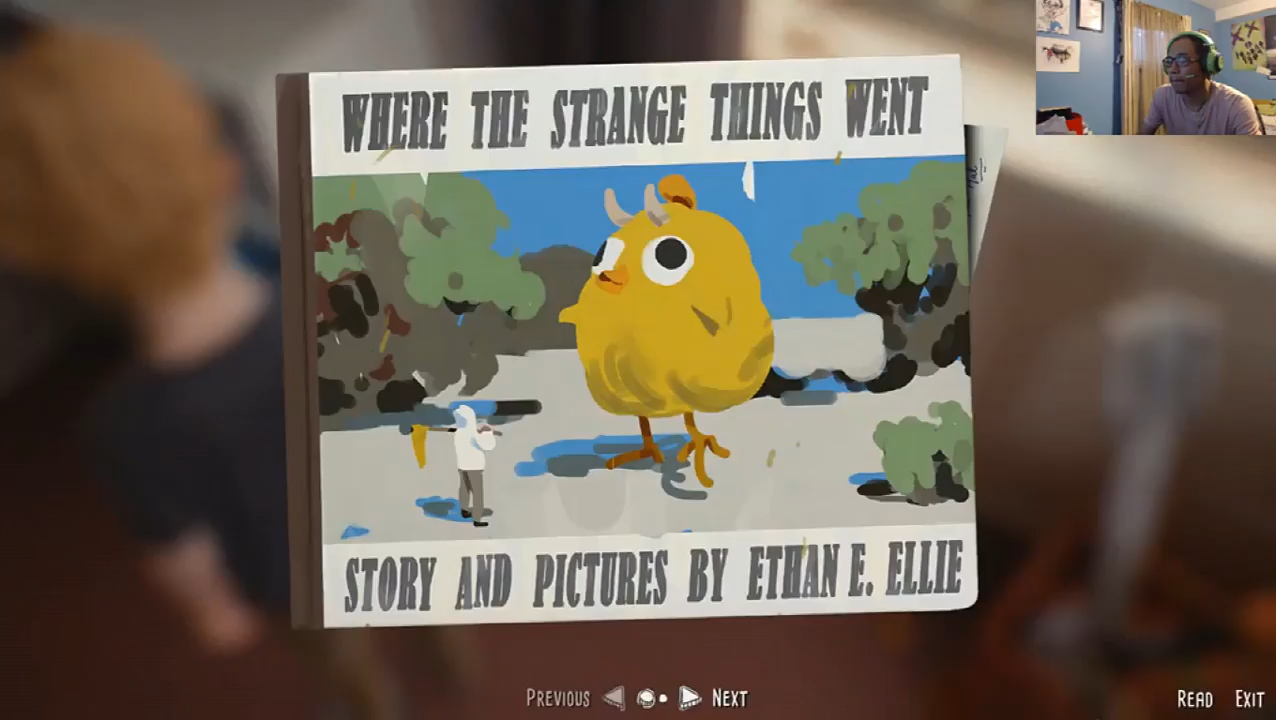 WHERE THE STRANGE THINGS WENT
STORY AND PICTURES BY ETHAN E. ELLIE
PREVIOUS
NEXT
READ
EXIT